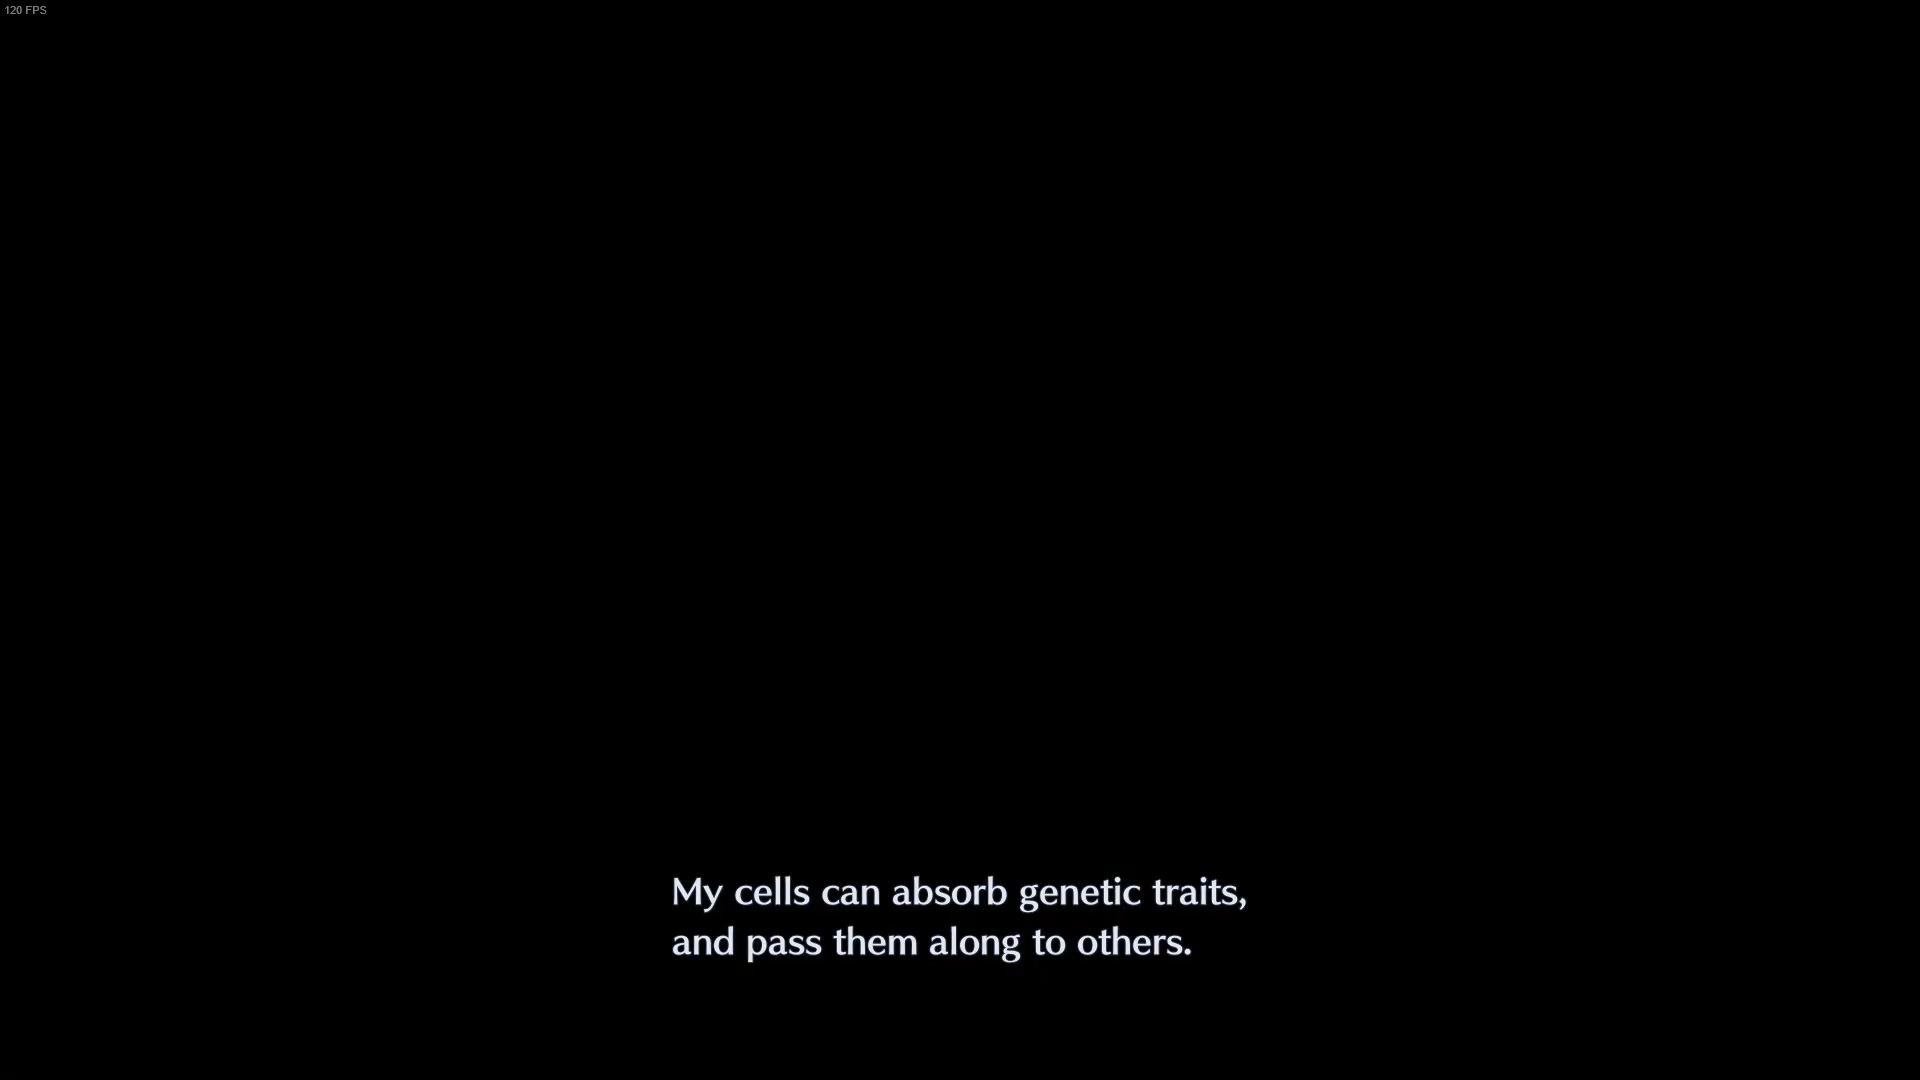 120 FPS
My cells can absorb genetic traits,
and pass them along to others.